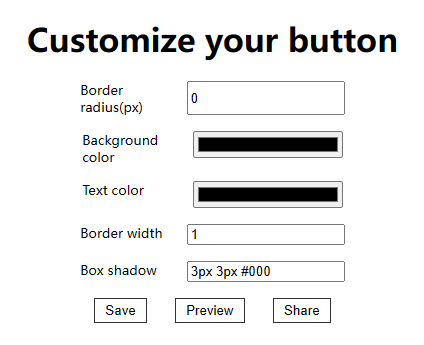 Customize your button
Border
radius(px)
0
Background
color
Text color
Border width
1
Box shadow
3px 3px #000
Save
Preview
Share